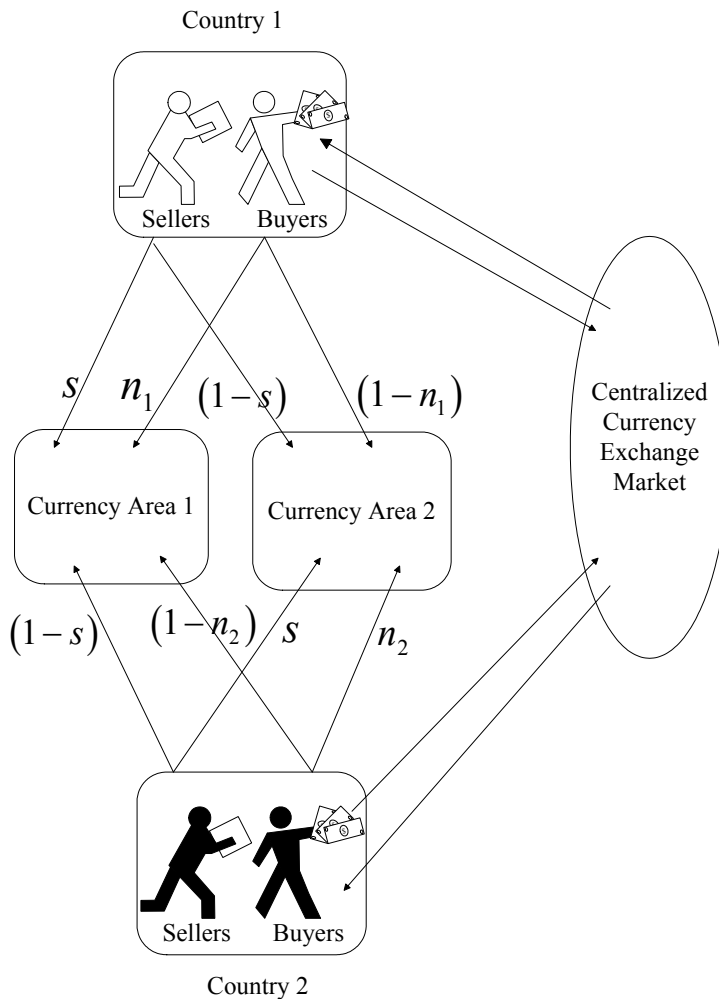 Country 1
Sellers Buyers
s
n₁
(1−s)
(1−n₁)
Currency Area 1
Currency Area 2
Centralized
Currency
Exchange
Market
(1−s)
(1−n₂)
s
n₂
Sellers Buyers
Country 2